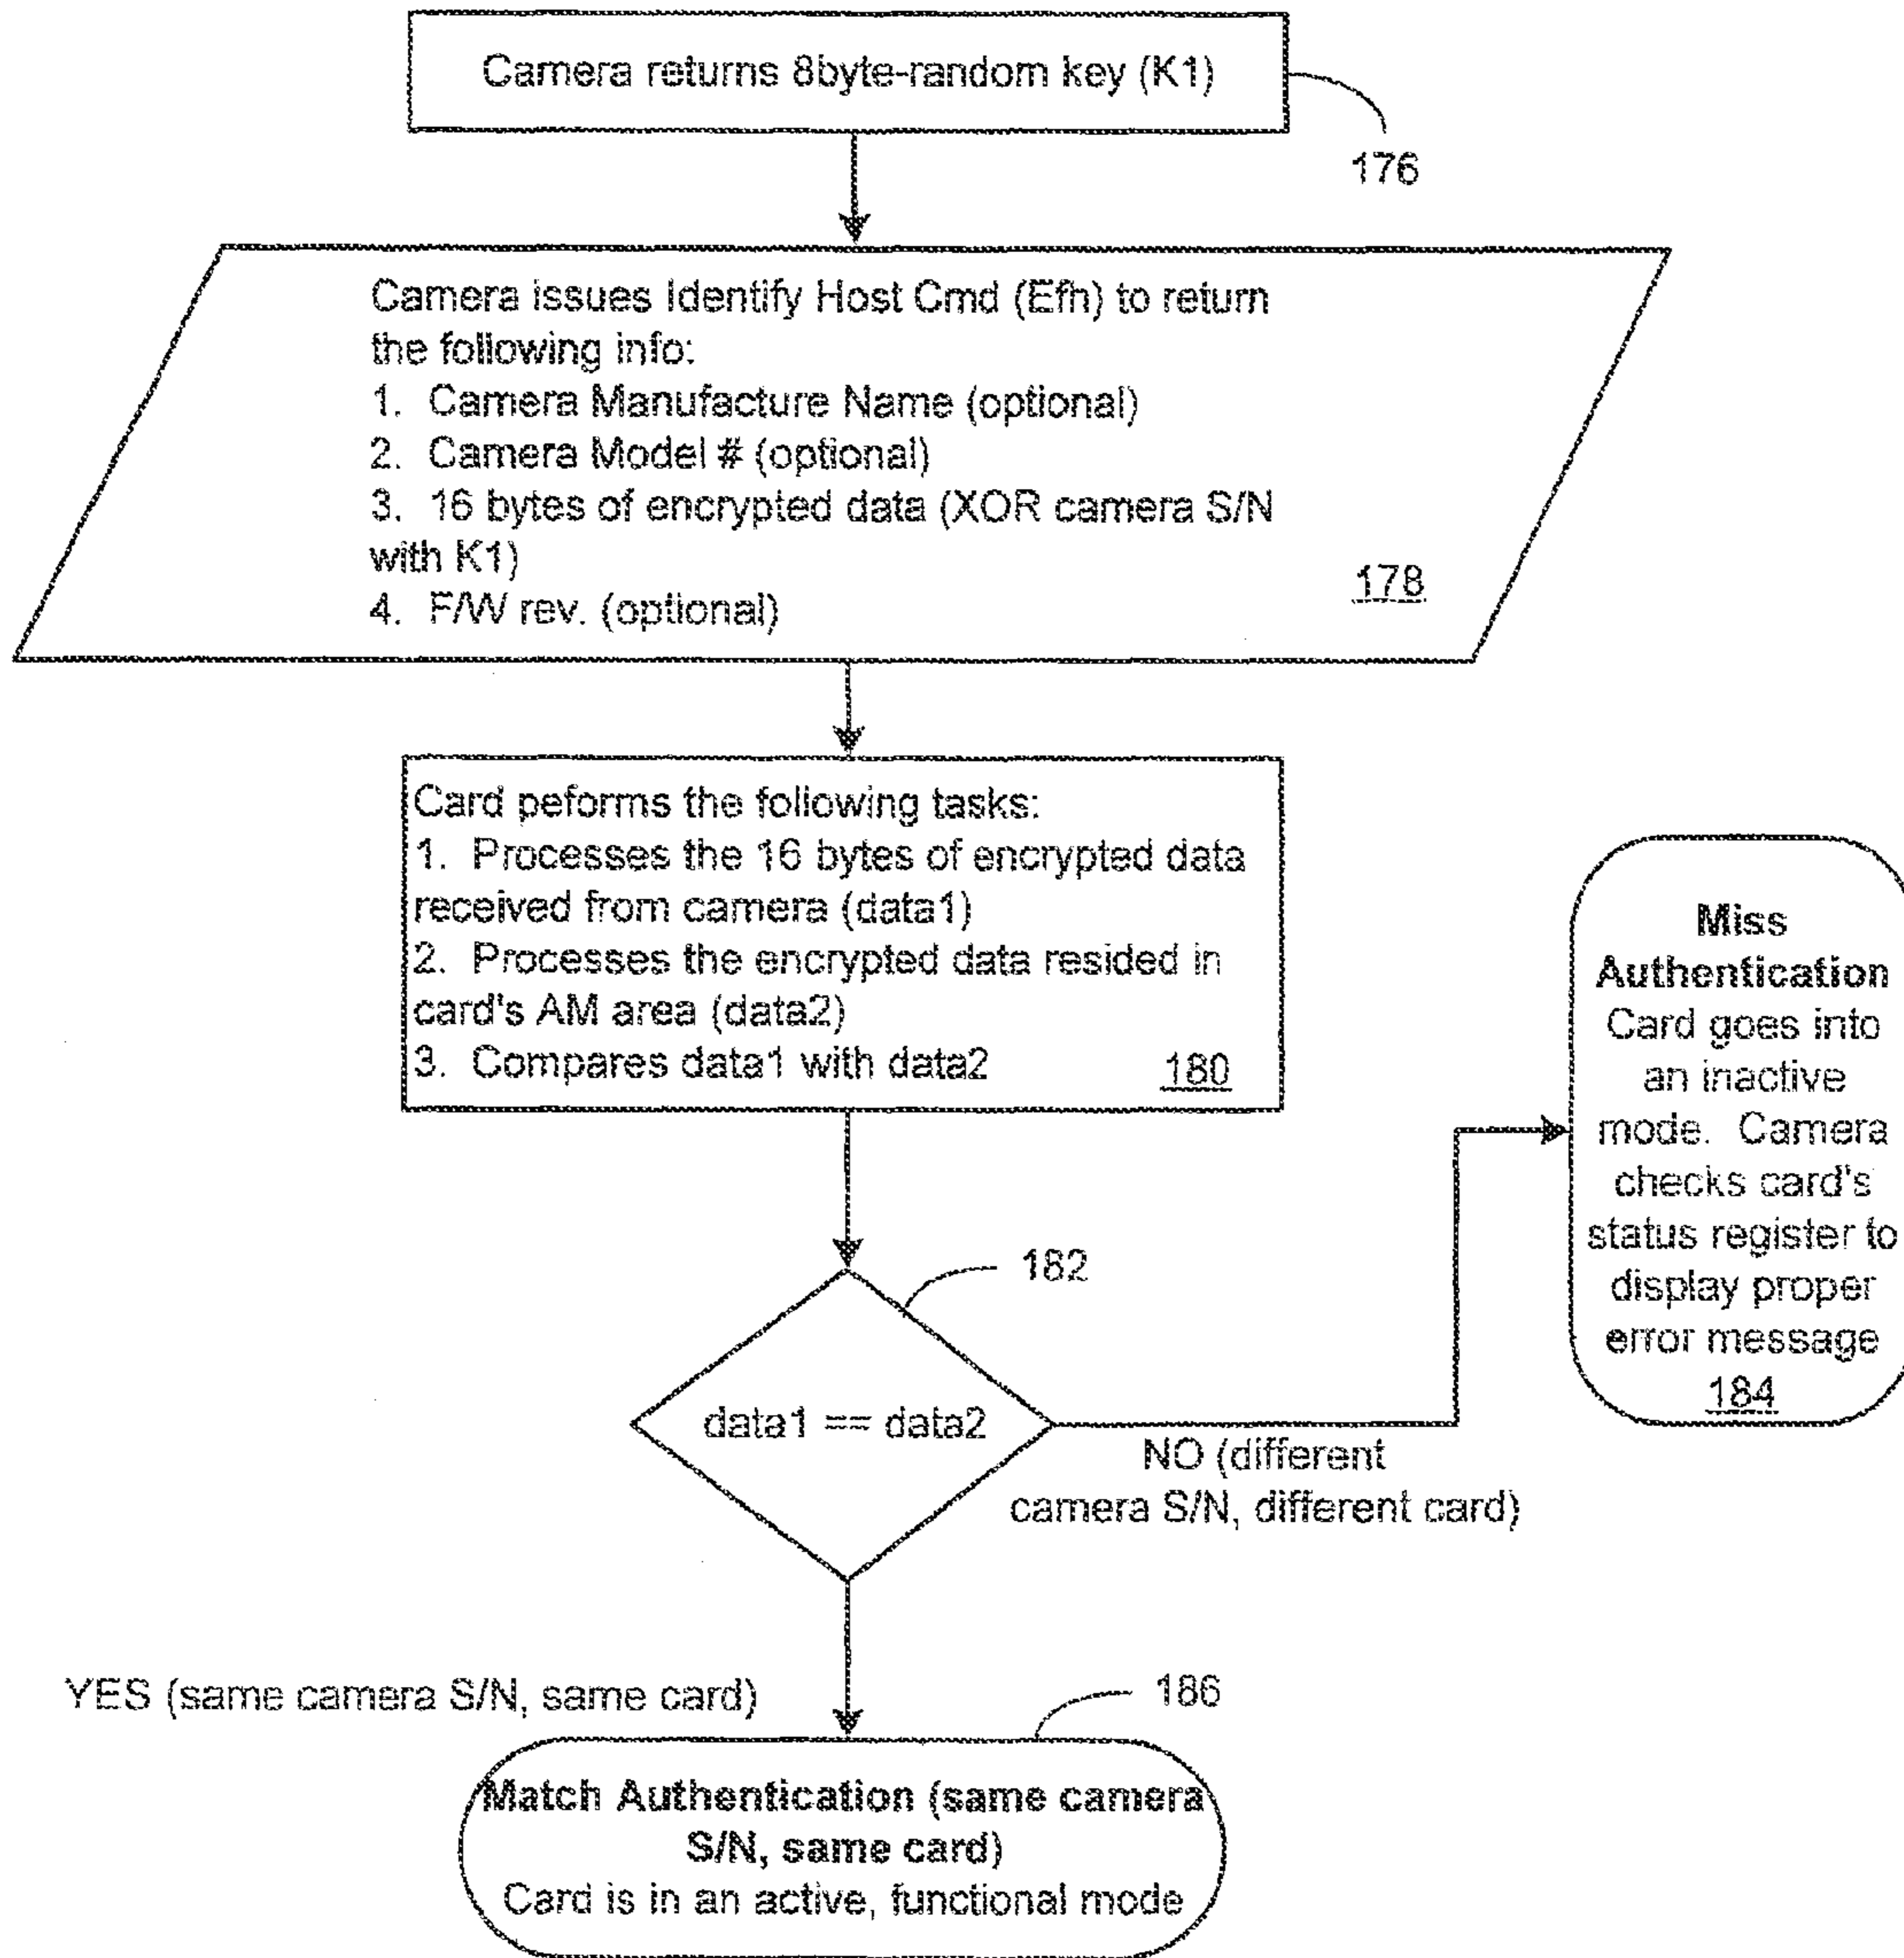 Camera returns 8byte-random key (K1)
176
Camera issues Identify Host Cmd (Efh) to return
the following info:
1. Camera Manufacture Name (optional)
2. Camera Model # (optional)
3. 16 bytes of encrypted data (XOR camera S/N
with K1)
178
4. F/W rev. (optional)
Card peforms the following tasks:
1. Processes the 16 bytes of encrypted data
received from camera (data1)
2. Processes the encrypted data resided in
card's AM area (data2)
3. Compares data1 with data2
180
Miss
Authentication
Card goes into
an inactive
mode. Camera
checks card's
status register to
display proper
error message
184
182
data1 == data2
NO (different
camera S/N, different card)
YES (same camera S/N, same card)
186
Match Authentication (same camera
S/N, same card)
Card is in an active, functional mode